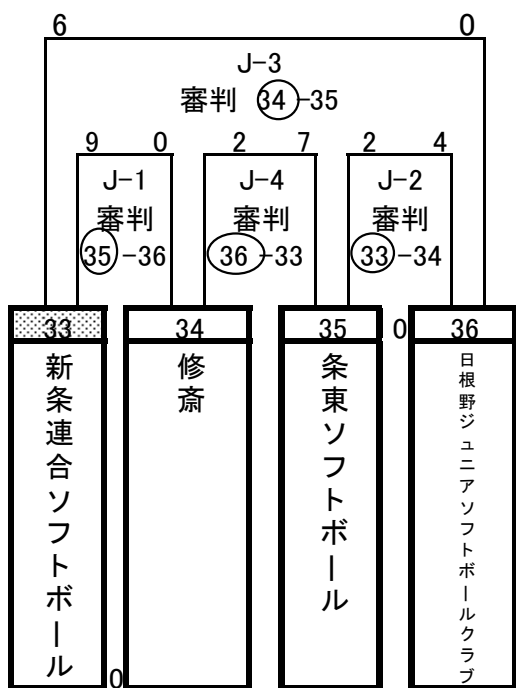 6 0
J-3
審判 34-35
9 0 2 7 2 4
J-1 J-4 J-2
審判 審判 審判
35-36 36-33 33-34
33 34 35 0 36
新条連合ソフトボール
修斎
条東ソフトボール
日根野ジュニアソフトボールクラブ
0